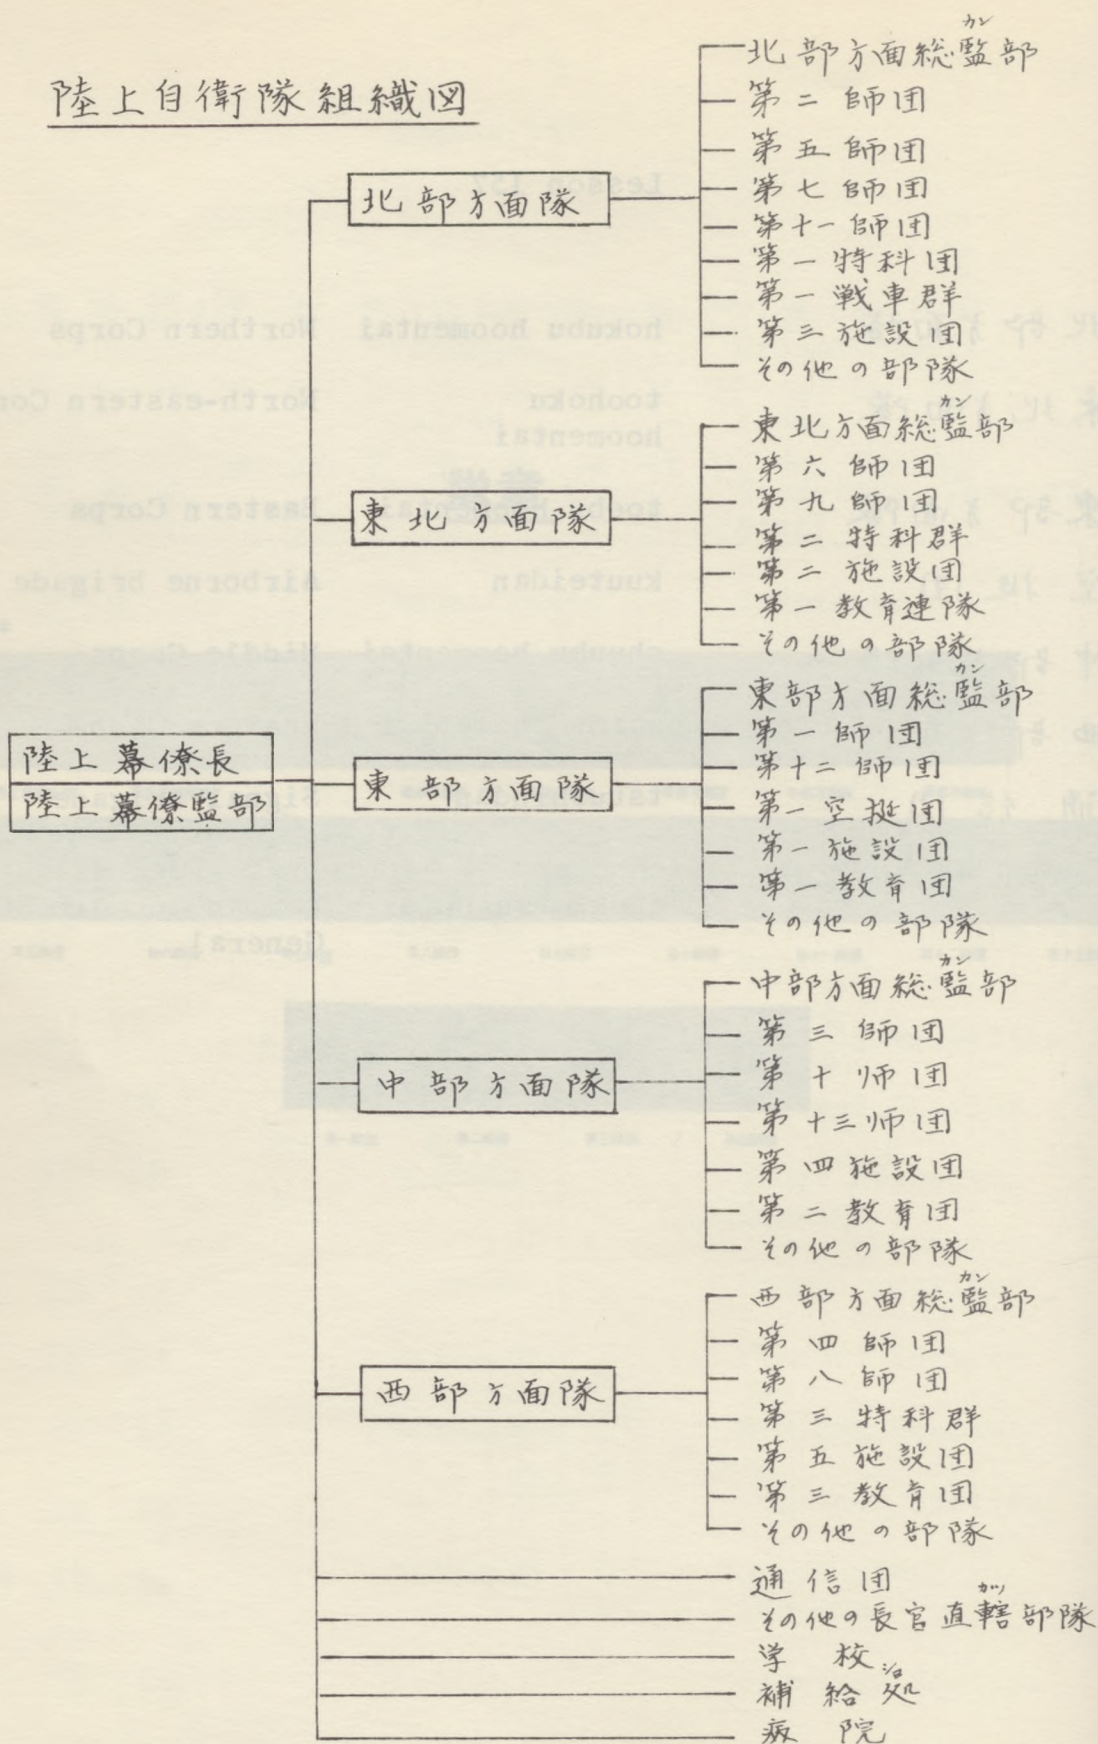 陸上自衛隊組織図
陸上幕僚長
陸上幕僚監部
北部方面隊
カン
北部方面総監部
第二師団
第五師団
第七師団
第十一師団
第一特科団
第一戦車群
第三施設団
その他の部隊
東北方面隊
カン
東北方面総監部
第六師団
第九師団
第二特科群
第二施設団
第一教育連隊
その他の部隊
東部方面隊
カン
東部方面総監部
第一師団
第十二師団
第一空挺団
第一施設団
第一教育団
その他の部隊
中部方面隊
カン
中部方面総監部
第三師団
第十师団
第十三师団
第四施設団
第二教育団
その他の部隊
西部方面隊
カン
西部方面総監部
第四師団
第八師団
第三特科群
第五施設団
第三教育団
その他の部隊
通信団
カツ
その他の長官直轄部隊
学校
ショ
補給処
病院